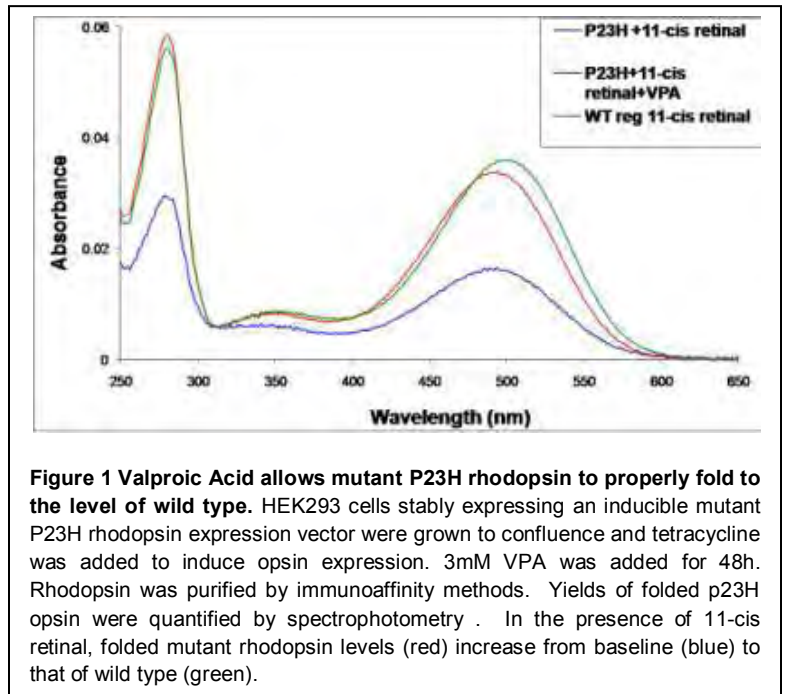 0.06
P23H +11-cis retinal
P23H+11-cis
retinal+VPA
WT reg 11-cis retinal
0.04
Absorbance
0.02
0
250 300 350 400 450 500 550 600 650
Wavelength (nm)
Figure 1 Valproic Acid allows mutant P23H rhodopsin to properly fold to
the level of wild type. HEK293 cells stably expressing an inducible mutant
P23H rhodopsin expression vector were grown to confluence and tetracycline
was added to induce opsin expression. 3mM VPA was added for 48h.
Rhodopsin was purified by immunoaffinity methods. Yields of folded p23H
opsin were quantified by spectrophotometry . In the presence of 11-cis
retinal, folded mutant rhodopsin levels (red) increase from baseline (blue) to
that of wild type (green).